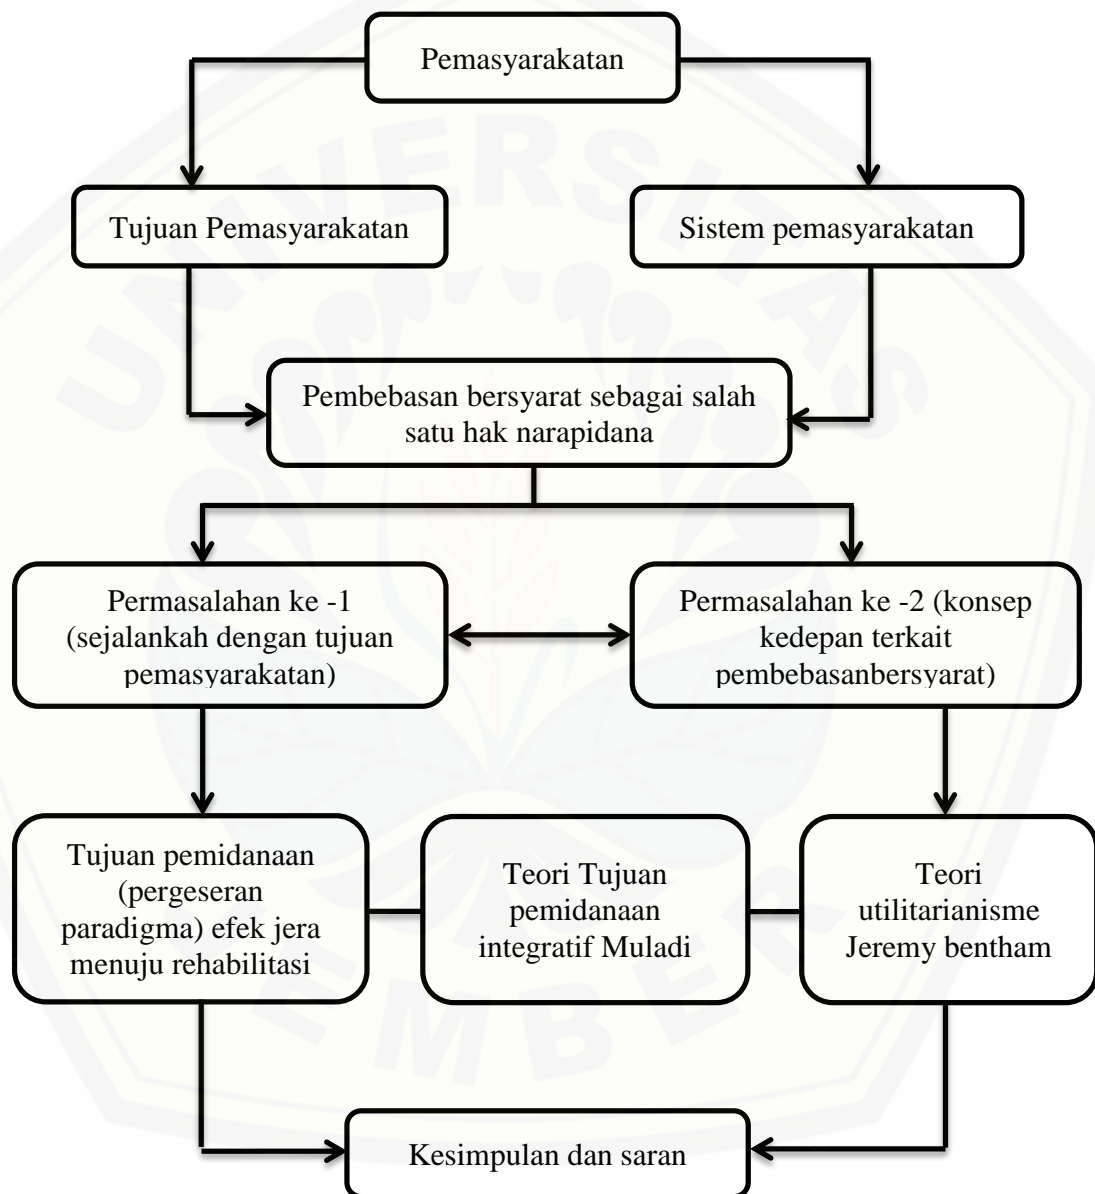 Pemasyarakatan
Tujuan Pemasyarakatan
Sistem pemasyarakatan
Pembebasan bersyarat sebagai salah
satu hak narapidana
Permasalahan ke -1
(sejalankah dengan tujuan
pemasyarakatan)
Permasalahan ke -2 (konsep
kedepan terkait
pembebasanbersyarat)
Tujuan pemidanaan
(pergeseran
paradigma) efek jera
menuju rehabilitasi
Teori Tujuan
pemidanaan
integratif Muladi
Teori
utilitarianisme
Jeremy bentham
Kesimpulan dan saran
UNIVERSITAS
JEMBER